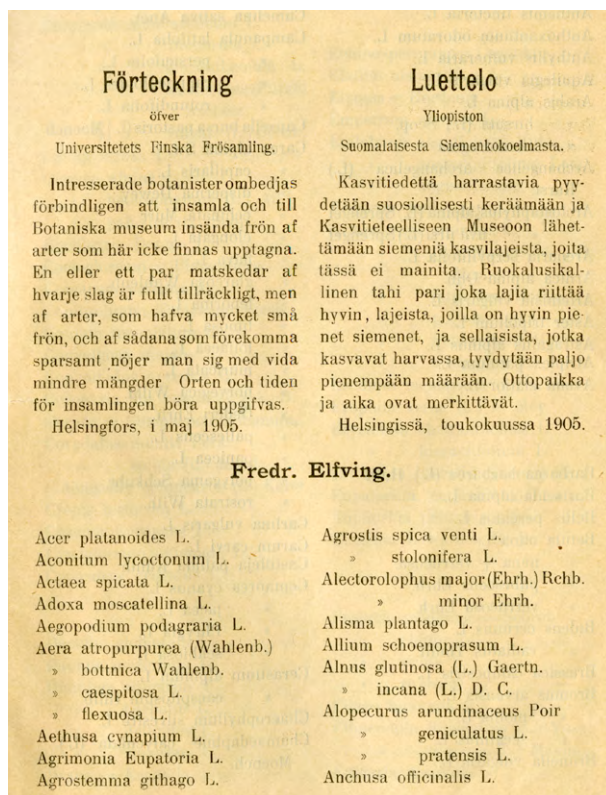 Förteckning
öfver
Universitetets Finska Frösamling.
Intresserade botanister ombedjas
förbindligen att insamla och till
Botaniska museum insända frön af
arter som här icke finnas upptagna.
En eller ett par matskedar af
hvarje slag är fullt tillräckligt, men
af arter, som hafva mycket små
frön, och af sådana som förekomma
sparsamt nöjer man sig med vida
mindre mängder Orten och tiden
för insamlingen böra uppgifvas.
Helsingfors, i maj 1905.
Luettelo
Yliopiston
Suomalaisesta Siemenkokoelmasta.
Kasvitiedettä harrastavia pyy-
detään suosiollisesti keräämään ja
Kasvitieteelliseen Museoon lähet-
tämään siemeniä kasvilajeista, joita
tässä ei mainita. Ruokalusikal-
linen tahi pari joka lajia riittää
hyvin, lajeista, joilla on hyvin pie-
net siemenet, ja sellaisista, jotka
kasvavat harvassa, tyydytään paljo
pienempään määrään. Ottopaikka
ja aika ovat merkittävät.
Helsingissä, toukokuussa 1905.
Fredr. Elfving.
Acer platanoides L.
Aconitum lycoctonum L.
Actaea spicata L.
Adoxa moscatellina L.
Aegopodium podagraria L.
Aera atropurpurea (Wahlenb.)
» bottnica Wahlenb.
» caespitosa L.
» flexuosa L.
Aethusa cynapium L.
Agrimonia Eupatoria L.
Agrostemma githago L.
Agrostis spica venti L.
» stolonifera L.
Alectorolophus major (Ehrh.) Rchb.
» minor Ehrh.
Alisma plantago L.
Allium schoenoprasum L.
Alnus glutinosa (L.) Gaertn.
» incana (L.) D. C.
Alopecurus arundinaceus Poir
» geniculatus L.
» pratensis L.
Anchusa officinalis L.